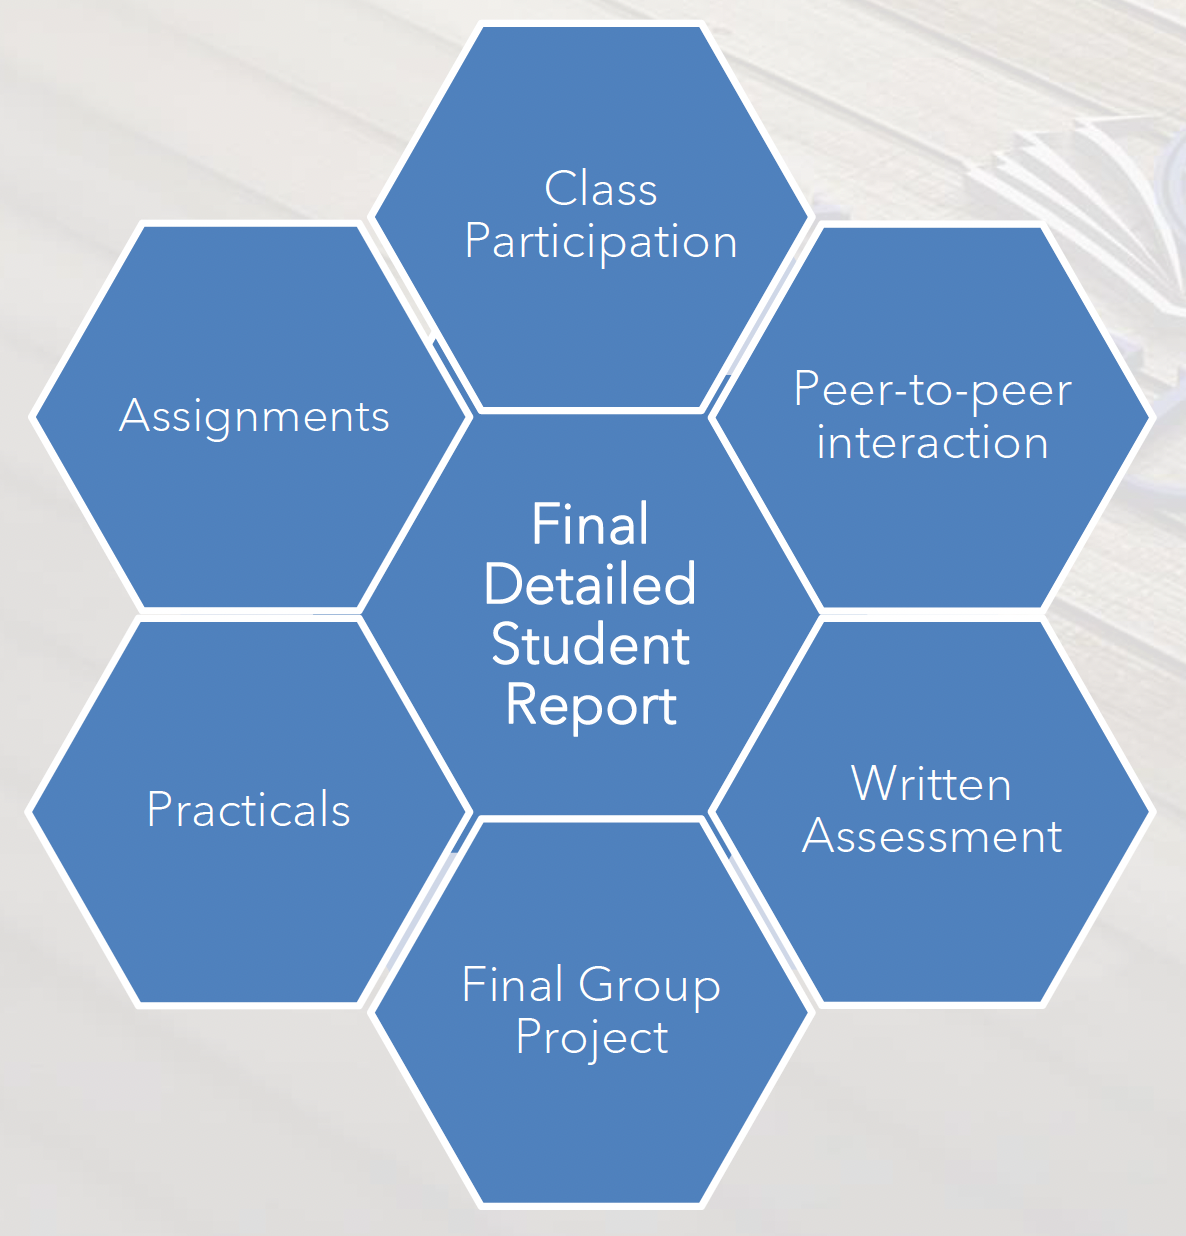 Class
Participation
Peer-to-peer
interaction
Assignments
Final
Detailed
Student
Report
Written
Assessment
Practicals
Final Group
Project